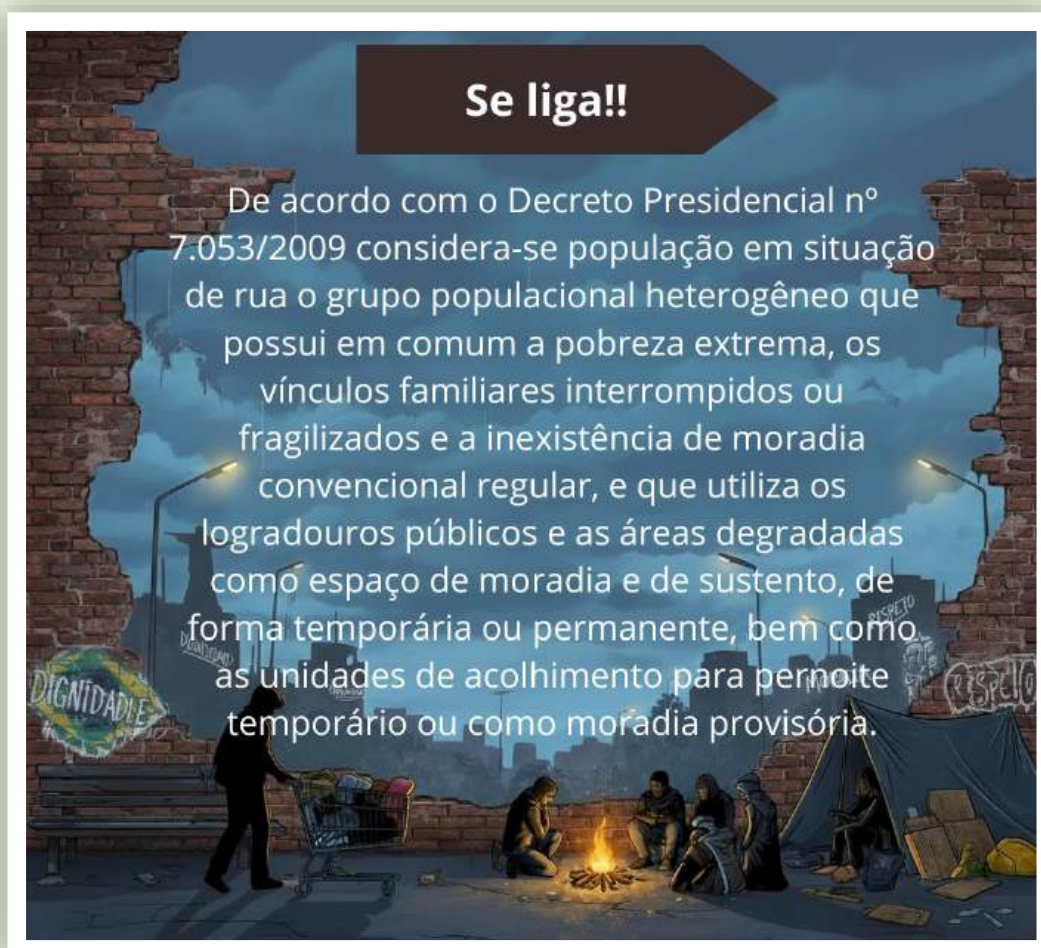 Se liga!!
De acordo com o Decreto Presidencial nº
7.053/2009 considera-se população em situação
de rua o grupo populacional heterogêneo que
possui em comum a pobreza extrema, os
vínculos familiares interrompidos ou
fragilizados e a inexistência de moradia
convencional regular, e que utiliza os
logradouros públicos e as áreas degradadas
como espaço de moradia e de sustento, de
forma temporária ou permanente, bem como
as unidades de acolhimento para pernoite
temporário ou como moradia provisória.
DIGNIDADE
RESPETO
RESPETO